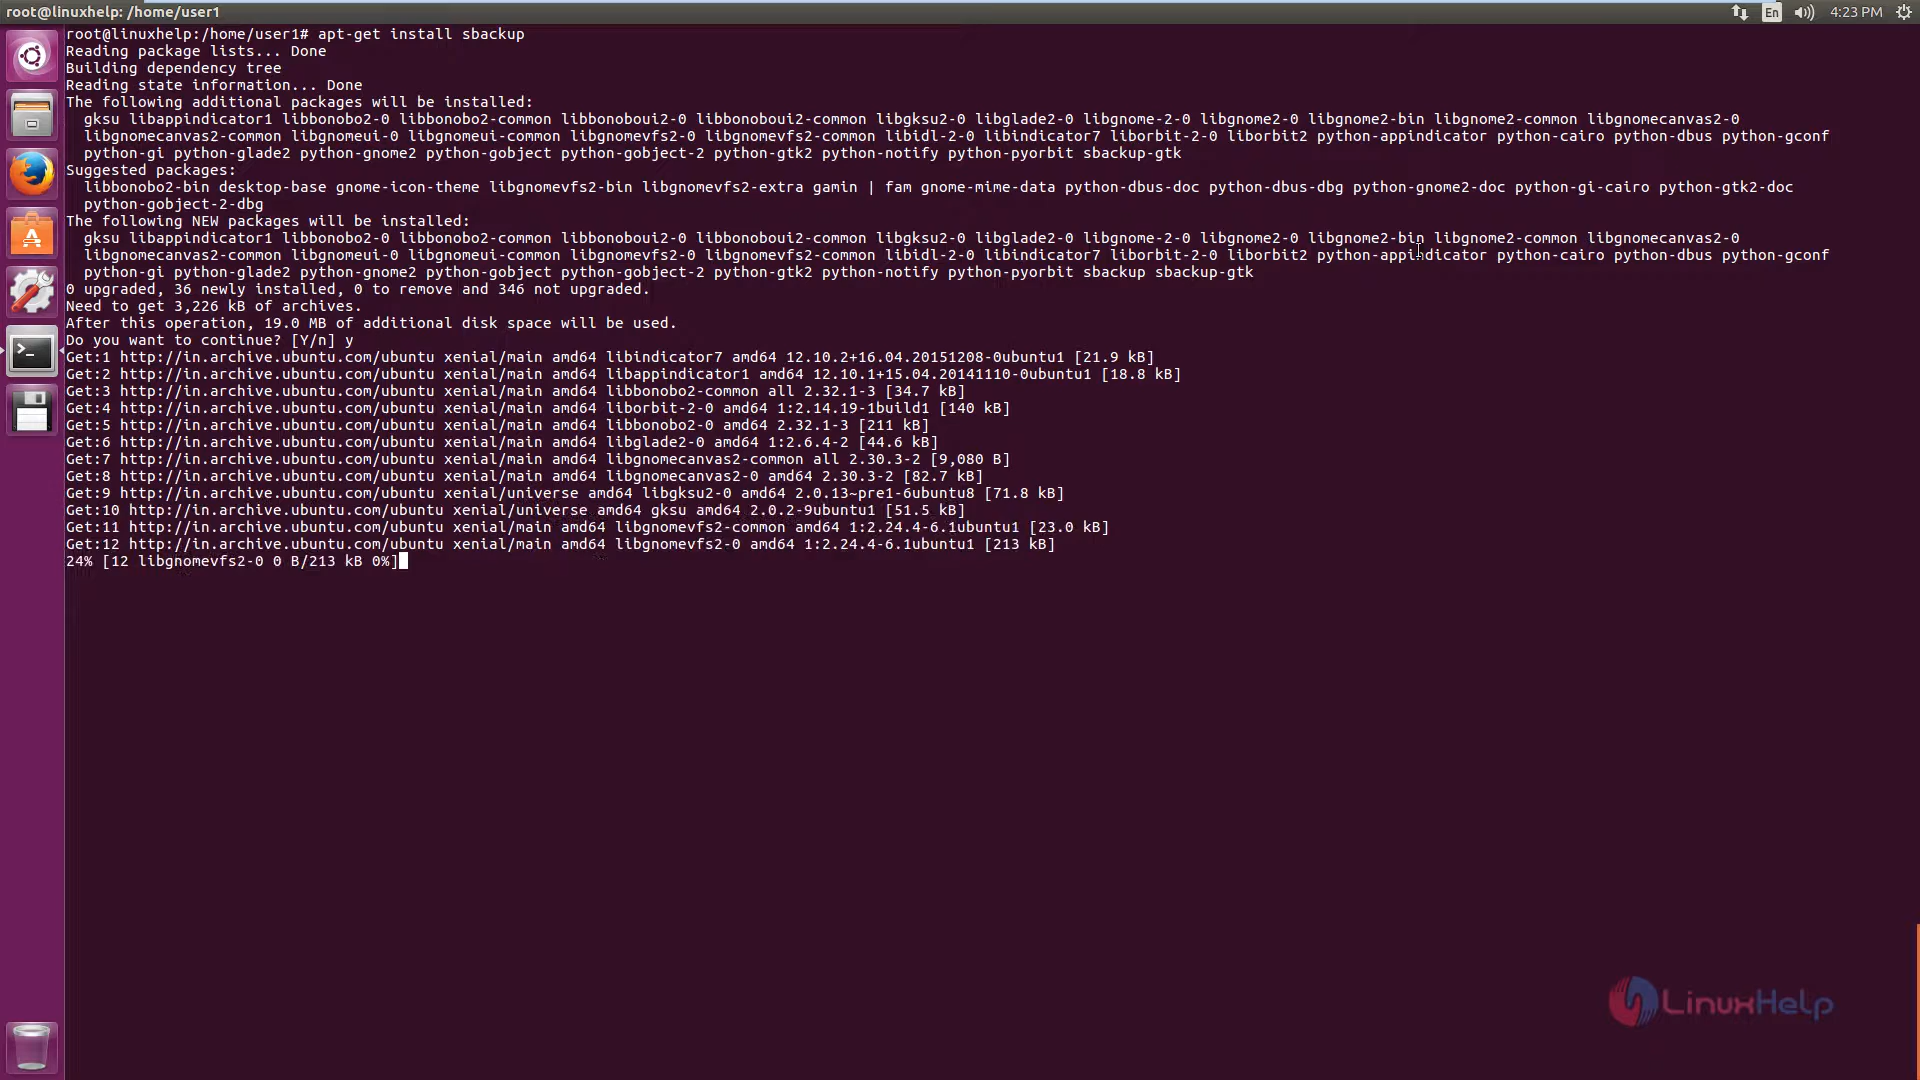 root@linuxhelp: /home/user1
En
4:23 PM
root@linuxhelp:/home/user1# apt-get install sbackup
Reading package lists... Done
Building dependency tree
Reading state information... Done
The following additional packages will be installed:
  gksu libappindicator1 libbonobo2-0 libbonobo2-common libbonoboui2-0 libbonoboui2-common libgksu2-0 libglade2-0 libgnome-2-0 libgnome2-0 libgnome2-bin libgnome2-common libgnomecanvas2-0
  libgnomecanvas2-common libgnomeui-0 libgnomeui-common libgnomevfs2-0 libgnomevfs2-common libidl-2-0 libindicator7 liborbit-2-0 liborbit2 python-appindicator python-cairo python-dbus python-gconf
  python-gi python-glade2 python-gnome2 python-gobject python-gobject-2 python-gtk2 python-notify python-pyorbit sbackup-gtk
Suggested packages:
  libbonobo2-bin desktop-base gnome-icon-theme libgnomevfs2-bin libgnomevfs2-extra gamin | fam gnome-mime-data python-dbus-doc python-dbus-dbg python-gnome2-doc python-gi-cairo python-gtk2-doc
  python-gobject-2-dbg
The following NEW packages will be installed:
  gksu libappindicator1 libbonobo2-0 libbonobo2-common libbonoboui2-0 libbonoboui2-common libgksu2-0 libglade2-0 libgnome-2-0 libgnome2-0 libgnome2-bin libgnome2-common libgnomecanvas2-0
  libgnomecanvas2-common libgnomeui-0 libgnomeui-common libgnomevfs2-0 libgnomevfs2-common libidl-2-0 libindicator7 liborbit-2-0 liborbit2 python-appindicator python-cairo python-dbus python-gconf
  python-gi python-glade2 python-gnome2 python-gobject python-gobject-2 python-gtk2 python-notify python-pyorbit sbackup sbackup-gtk
0 upgraded, 36 newly installed, 0 to remove and 346 not upgraded.
Need to get 3,226 kB of archives.
After this operation, 19.0 MB of additional disk space will be used.
Do you want to continue? [Y/n] y
Get:1 http://in.archive.ubuntu.com/ubuntu xenial/main amd64 libindicator7 amd64 12.10.2+16.04.20151208-0ubuntu1 [21.9 kB]
Get:2 http://in.archive.ubuntu.com/ubuntu xenial/main amd64 libappindicator1 amd64 12.10.1+15.04.20141110-0ubuntu1 [18.8 kB]
Get:3 http://in.archive.ubuntu.com/ubuntu xenial/main amd64 libbonobo2-common all 2.32.1-3 [34.7 kB]
Get:4 http://in.archive.ubuntu.com/ubuntu xenial/main amd64 liborbit-2-0 amd64 1:2.14.19-1build1 [140 kB]
Get:5 http://in.archive.ubuntu.com/ubuntu xenial/main amd64 libbonobo2-0 amd64 2.32.1-3 [211 kB]
Get:6 http://in.archive.ubuntu.com/ubuntu xenial/main amd64 libglade2-0 amd64 1:2.6.4-2 [44.6 kB]
Get:7 http://in.archive.ubuntu.com/ubuntu xenial/main amd64 libgnomecanvas2-common all 2.30.3-2 [9,080 B]
Get:8 http://in.archive.ubuntu.com/ubuntu xenial/main amd64 libgnomecanvas2-0 amd64 2.30.3-2 [82.7 kB]
Get:9 http://in.archive.ubuntu.com/ubuntu xenial/universe amd64 libgksu2-0 amd64 2.0.13~pre1-6ubuntu8 [71.8 kB]
Get:10 http://in.archive.ubuntu.com/ubuntu xenial/universe amd64 gksu amd64 2.0.2-9ubuntu1 [51.5 kB]
Get:11 http://in.archive.ubuntu.com/ubuntu xenial/main amd64 libgnomevfs2-common amd64 1:2.24.4-6.1ubuntu1 [23.0 kB]
Get:12 http://in.archive.ubuntu.com/ubuntu xenial/main amd64 libgnomevfs2-0 amd64 1:2.24.4-6.1ubuntu1 [213 kB]
24% [12 libgnomevfs2-0 0 B/213 kB 0%]
LinuxHelp